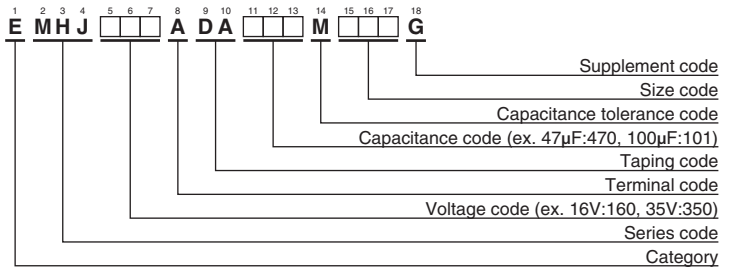 1 2 3 4 5 6 7 8 9 10 11 12 13 14 15 16 17 18
E M H J A D A M G
Supplement code
Size code
Capacitance tolerance code
Capacitance code (ex. 47µF:470, 100µF:101)
Taping code
Terminal code
Voltage code (ex. 16V:160, 35V:350)
Series code
Category